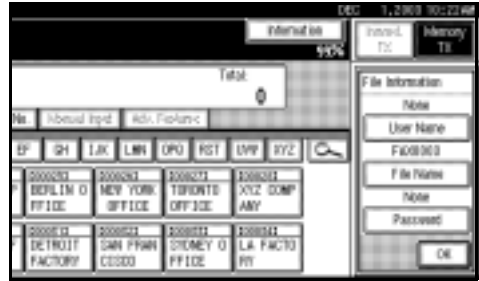 DEC 1,2003 10:22AM
Information
99%
Immed. TX
Memory TX
Total:
0
No. Manual Input Adv. Features
EF GH IJK LMN OPQ RST UVW XYZ
BERLIN O
FFICE
NEW YORK
OFFICE
TORONTO
OFFICE
XYZ COMP
ANY
DETROIT
FACTORY
SAN FRAN
CISCO
SYDNEY O
FFICE
LA FACTO
RY
File Information
None
User Name
File Name
None
Password
OK